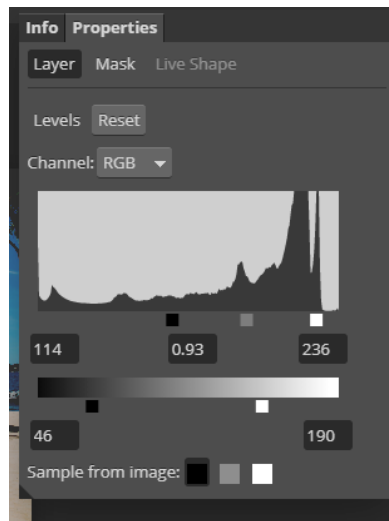 Info Properties
Layer Mask Live Shape
Levels Reset
Channel: RGB
114 0.93 236
46 190
Sample from image: